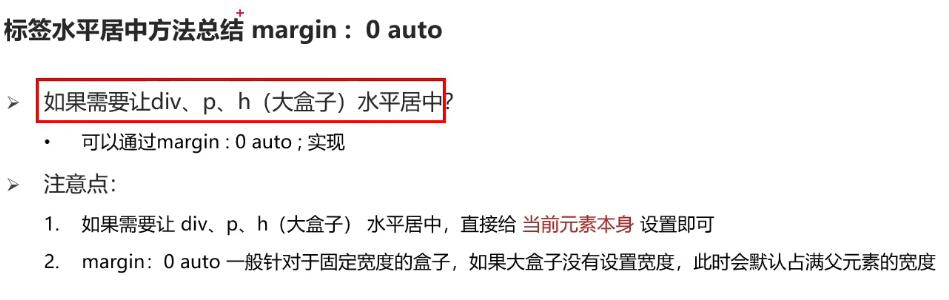 标签水平居中方法总结 margin : 0 auto
➢ 如果需要让div、p、h（大盒子）水平居中？
• 可以通过margin : 0 auto ; 实现
➢ 注意点：
1. 如果需要让 div、p、h（大盒子） 水平居中，直接给 当前元素本身 设置即可
2. margin：0 auto 一般针对于固定宽度的盒子，如果大盒子没有设置宽度，此时会默认占满父元素的宽度